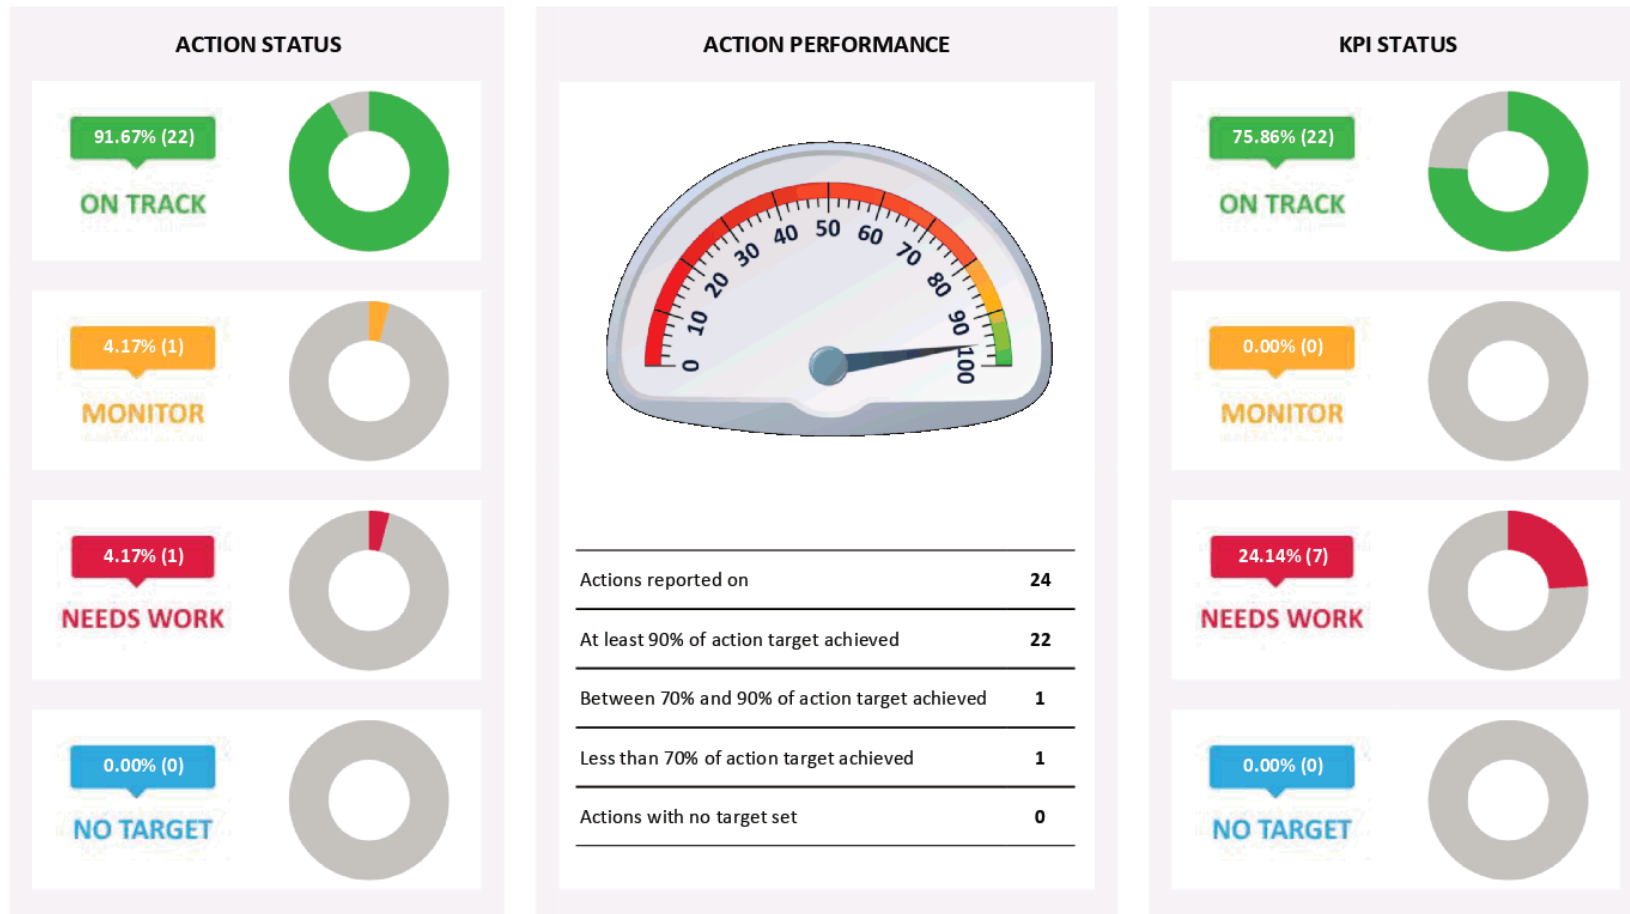 ACTION STATUS
91.67% (22)
ON TRACK
4.17% (1)
MONITOR
4.17% (1)
NEEDS WORK
0.00% (0)
NO TARGET
ACTION PERFORMANCE
0
10
20
30
40
50
60
70
80
90
100
Actions reported on 24
At least 90% of action target achieved 22
Between 70% and 90% of action target achieved 1
Less than 70% of action target achieved 1
Actions with no target set 0
KPI STATUS
75.86% (22)
ON TRACK
0.00% (0)
MONITOR
24.14% (7)
NEEDS WORK
0.00% (0)
NO TARGET